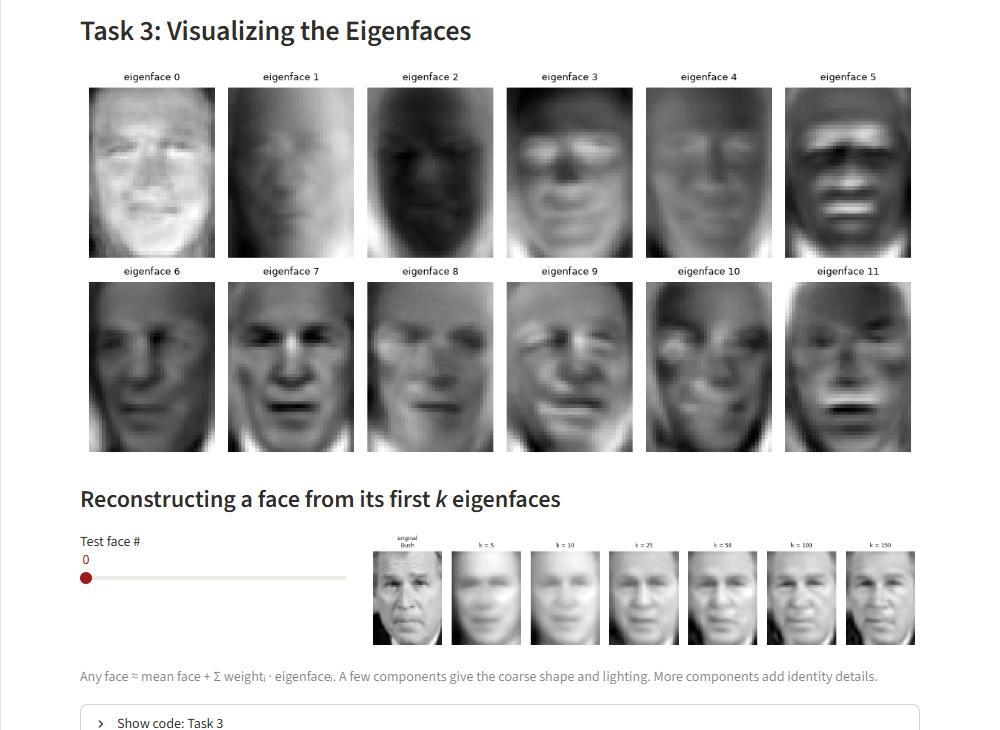 Task 3: Visualizing the Eigenfaces
eigenface 0 eigenface 1 eigenface 2 eigenface 3 eigenface 4 eigenface 5
eigenface 6 eigenface 7 eigenface 8 eigenface 9 eigenface 10 eigenface 11
Reconstructing a face from its first k eigenfaces
Test face #
0
original
Bush k = 5 k = 10 k = 25 k = 50 k = 100 k = 150
Any face ≈ mean face + Σ weightᵢ · eigenfaceᵢ. A few components give the coarse shape and lighting. More components add identity details.
Show code: Task 3